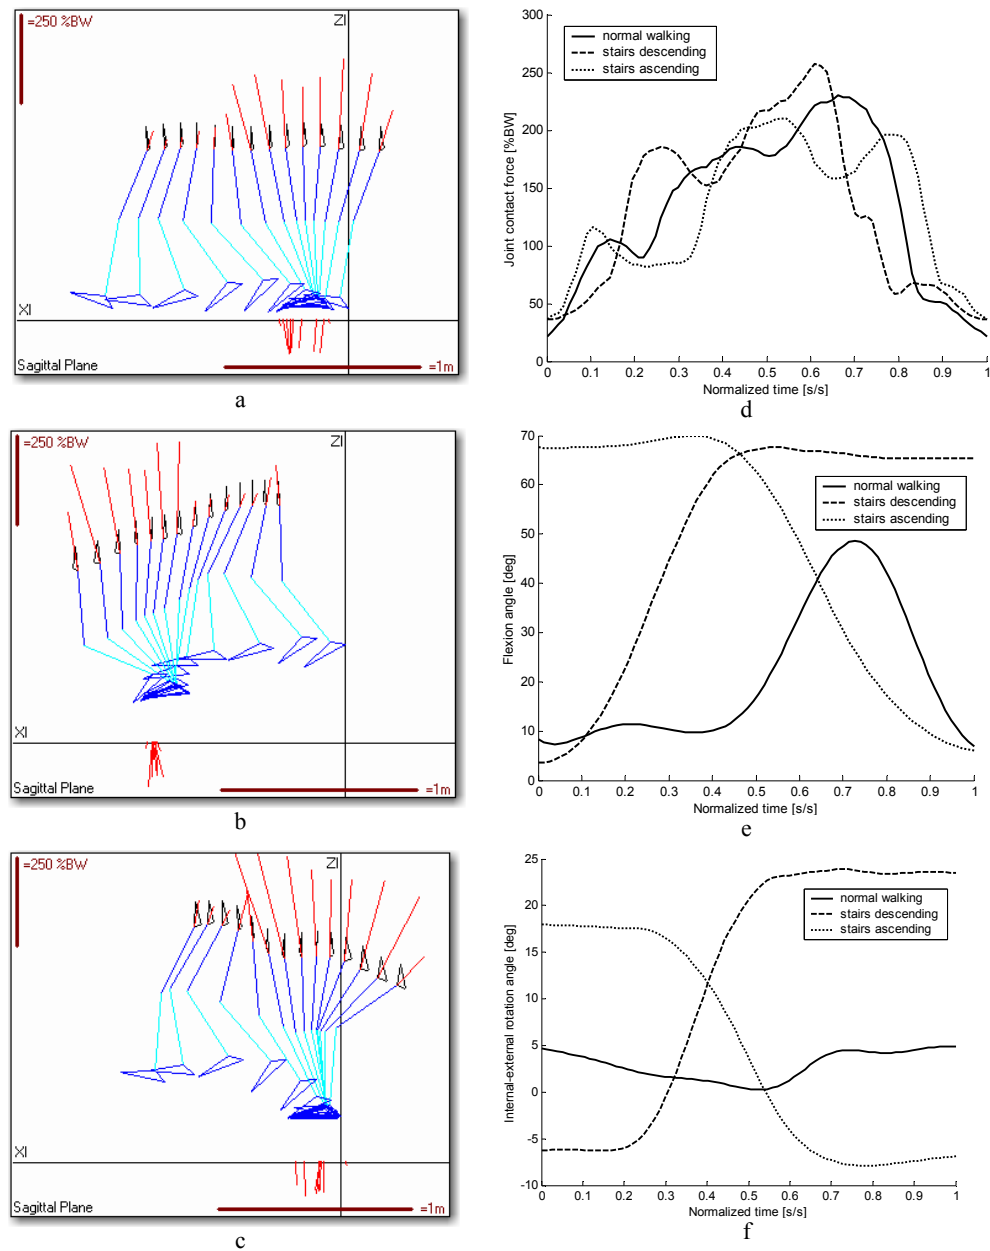 =250 %BW
ZI
XI
Sagittal Plane
=1m
a
300
250
200
150
100
50
0
Joint contact force [%BW]
normal walking
stairs descending
stairs ascending
0 0.1 0.2 0.3 0.4 0.5 0.6 0.7 0.8 0.9 1
Normalized time [s/s]
d
=250 %BW
ZI
XI
Sagittal Plane
=1m
b
70
60
50
40
30
20
10
0
Flexion angle [deg]
normal walking
stairs descending
stairs ascending
0 0.1 0.2 0.3 0.4 0.5 0.6 0.7 0.8 0.9 1
Normalized time [s/s]
e
=250 %BW
ZI
XI
Sagittal Plane
=1m
c
25
20
15
10
5
0
-5
-10
Internal-external rotation angle [deg]
normal walking
stairs descending
stairs ascending
0 0.1 0.2 0.3 0.4 0.5 0.6 0.7 0.8 0.9 1
Normalized time [s/s]
f